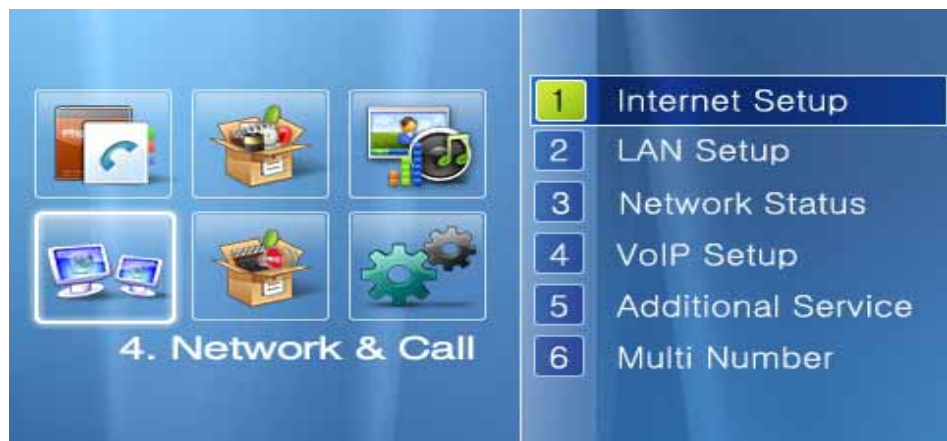 4. Network & Call
1 Internet Setup
2 LAN Setup
3 Network Status
4 VoIP Setup
5 Additional Service
6 Multi Number